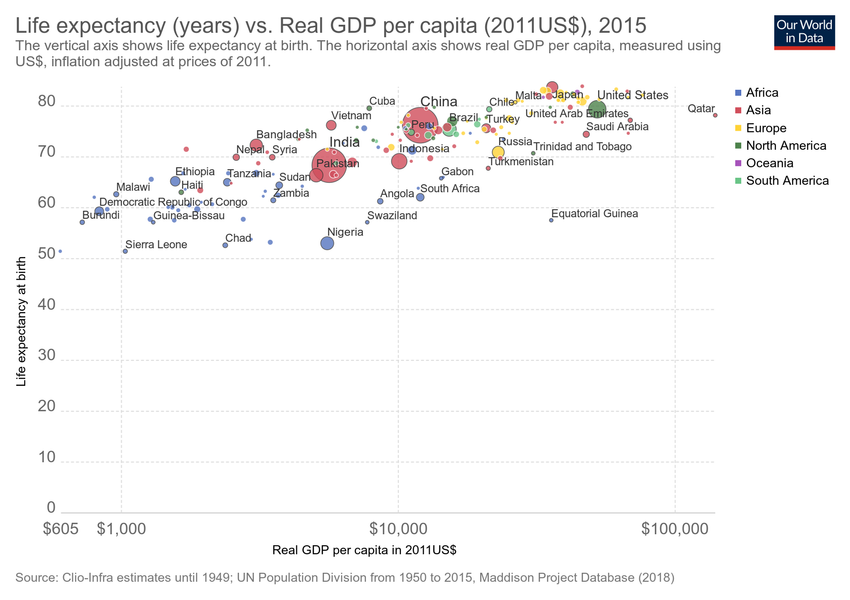 Life expectancy (years) vs. Real GDP per capita (2011US$), 2015
The vertical axis shows life expectancy at birth. The horizontal axis shows real GDP per capita, measured using
US$, inflation adjusted at prices of 2011.
Our World
in Data
80
70
60
50
40
30
20
10
0
Life expectancy at birth
Cuba
China
Chile
Malta
Japan
United States
Qatar
Vietnam
Peru
Brazil
Turkey
United Arab Emirates
Saudi Arabia
Bangladesh
India
Nepal
Syria
Indonesia
Russia
Trinidad and Tobago
Pakistan
Turkmenistan
Ethiopia
Tanzania
Sudan
Gabon
Malawi
Haiti
Zambia
Angola
South Africa
Democratic Republic of Congo
Burundi
Guinea-Bissau
Swaziland
Equatorial Guinea
Sierra Leone
Chad
Nigeria
Africa
Asia
Europe
North America
Oceania
South America
$605
$1,000
$10,000
$100,000
Real GDP per capita in 2011US$
Source: Clio-Infra estimates until 1949; UN Population Division from 1950 to 2015, Maddison Project Database (2018)